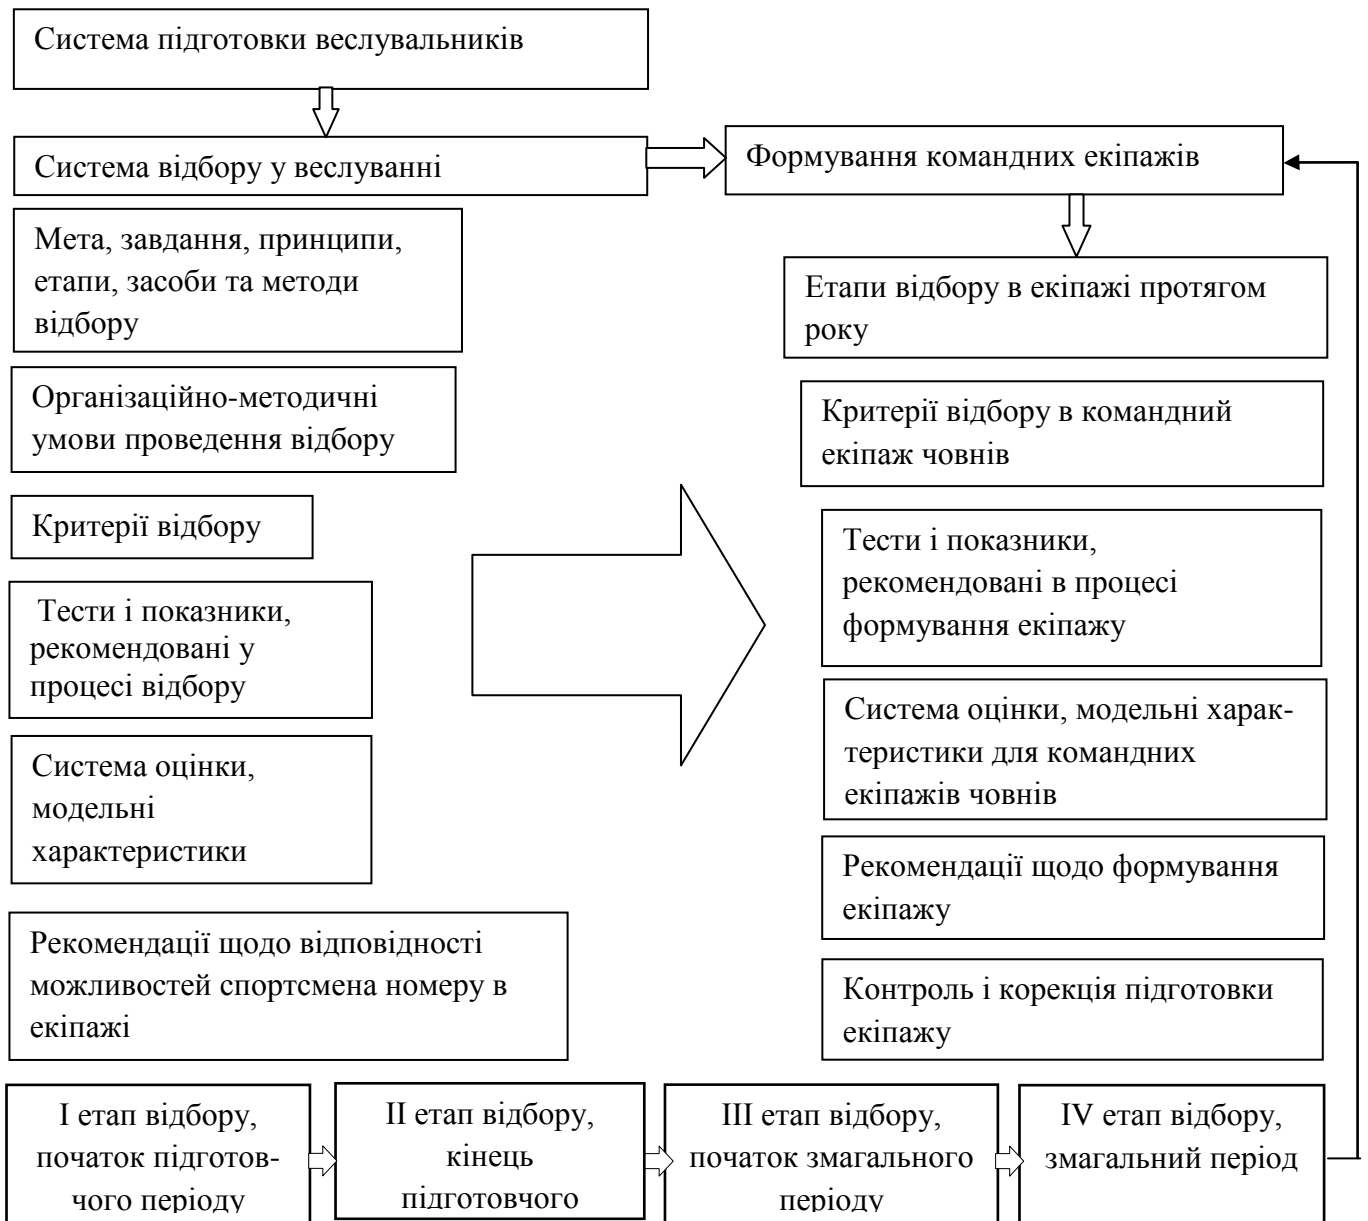 Система підготовки веслувальників
Система відбору у веслуванні
Мета, завдання, принципи,
етапи, засоби та методи
відбору
Організаційно-методичні
умови проведення відбору
Критерії відбору
Тести і показники,
рекомендовані у
процесі відбору
Система оцінки,
модельні
характеристики
Рекомендації щодо відповідності
можливостей спортсмена номеру в
екіпажі
Формування командних екіпажів
Етапи відбору в екіпажі протягом
року
Критерії відбору в командний
екіпаж човнів
Тести і показники,
рекомендовані в процесі
формування екіпажу
Система оцінки, модельні харак-
теристики для командних
екіпажів човнів
Рекомендації щодо формування
екіпажу
Контроль і корекція підготовки
екіпажу
I етап відбору,
початок підготов-
чого періоду
II етап відбору,
кінець
підготовчого
III етап відбору,
початок змагального
періоду
IV етап відбору,
змагальний період